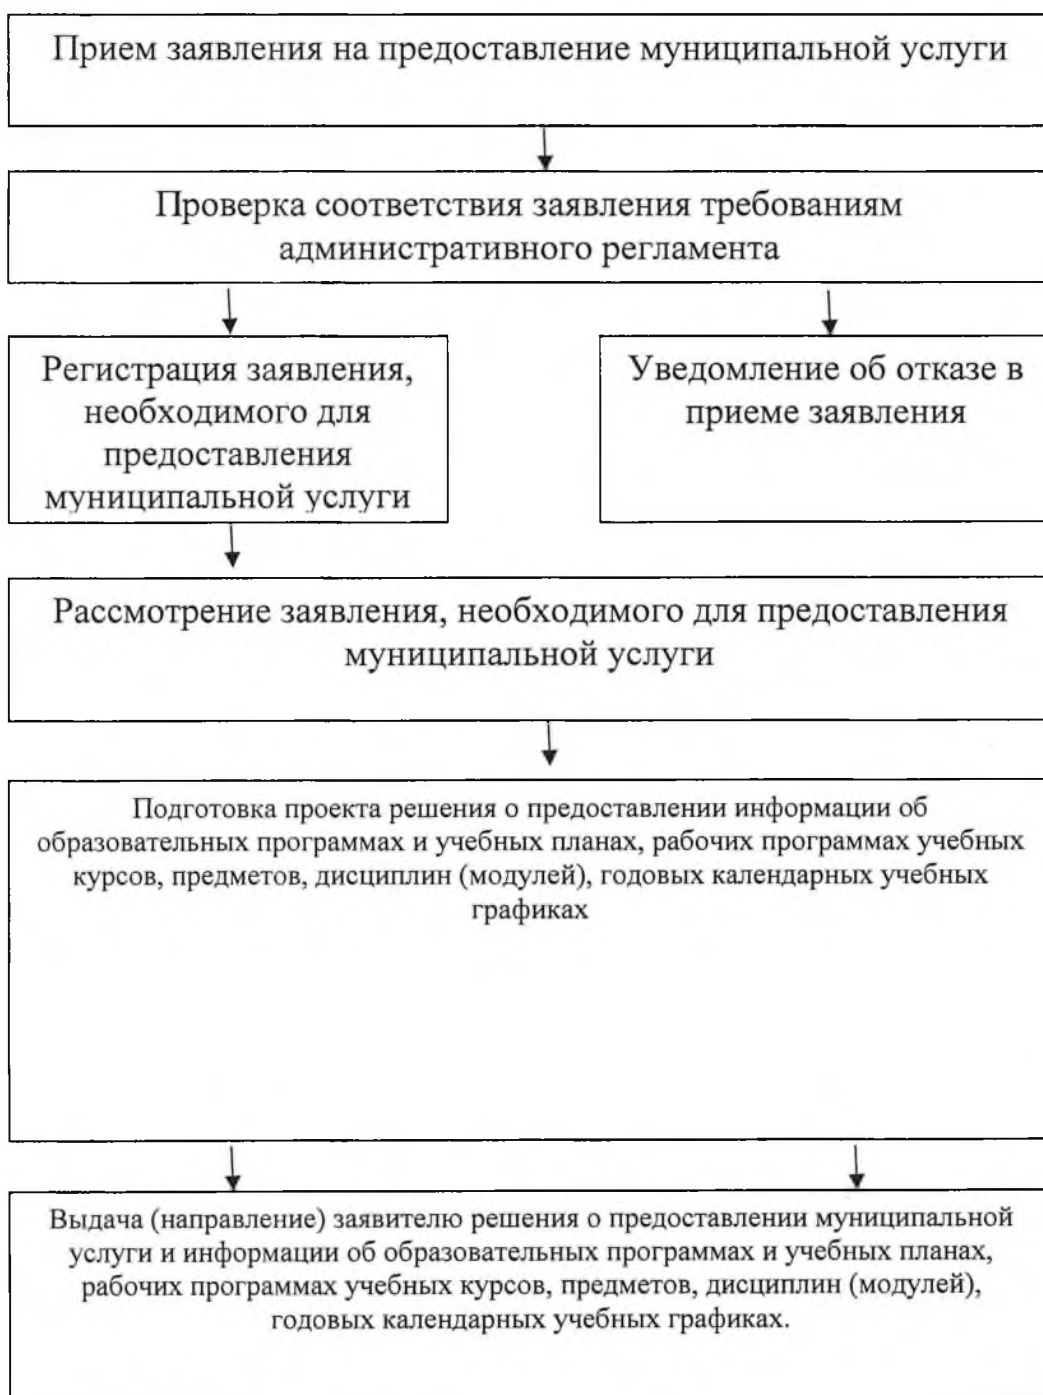 Прием заявления на предоставление муниципальной услуги
Проверка соответствия заявления требованиям
административного регламента
Регистрация заявления,
необходимого для
предоставления
муниципальной услуги
Уведомление об отказе в
приеме заявления
Рассмотрение заявления, необходимого для предоставления
муниципальной услуги
Подготовка проекта решения о предоставлении информации об
образовательных программах и учебных планах, рабочих программах учебных
курсов, предметов, дисциплин (модулей), годовых календарных учебных
графиках
Выдача (направление) заявителю решения о предоставлении муниципальной
услуги и информации об образовательных программах и учебных планах,
рабочих программах учебных курсов, предметов, дисциплин (модулей),
годовых календарных учебных графиках.